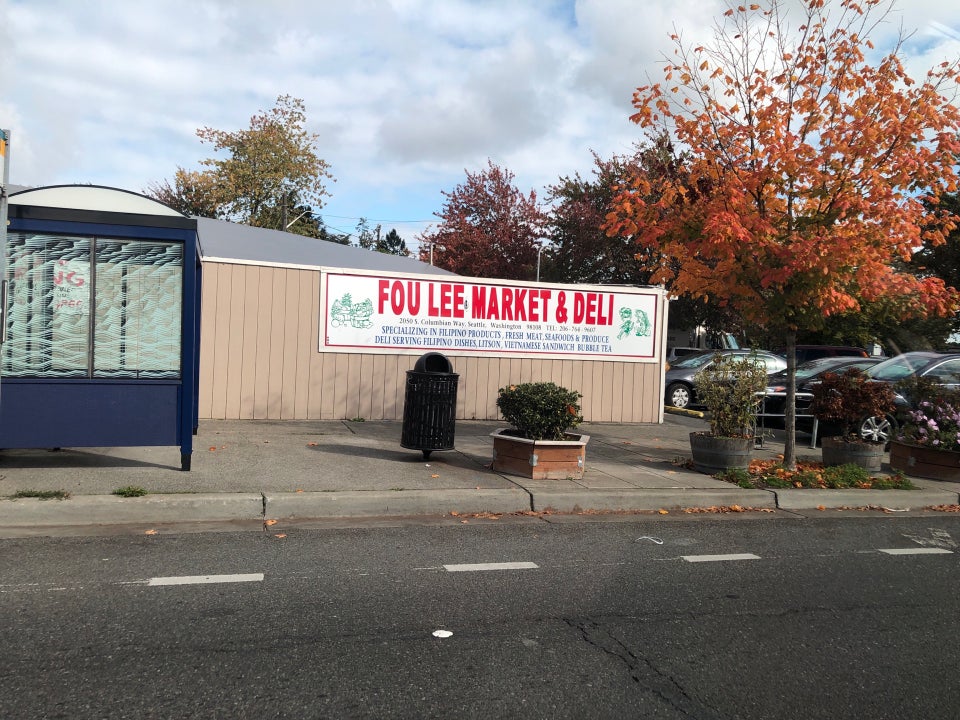 FOU LEE MARKET & DELI
2050 S. Columbian Way, Seattle, Washington 98108 TEL: 206-764-9607
SPECIALIZING IN FILIPINO PRODUCTS, FRESH MEAT, SEAFOODS & PRODUCE
DELI SERVING FILIPINO DISHES, LITSON, VIETNAMESE SANDWICH BUBBLE TEA